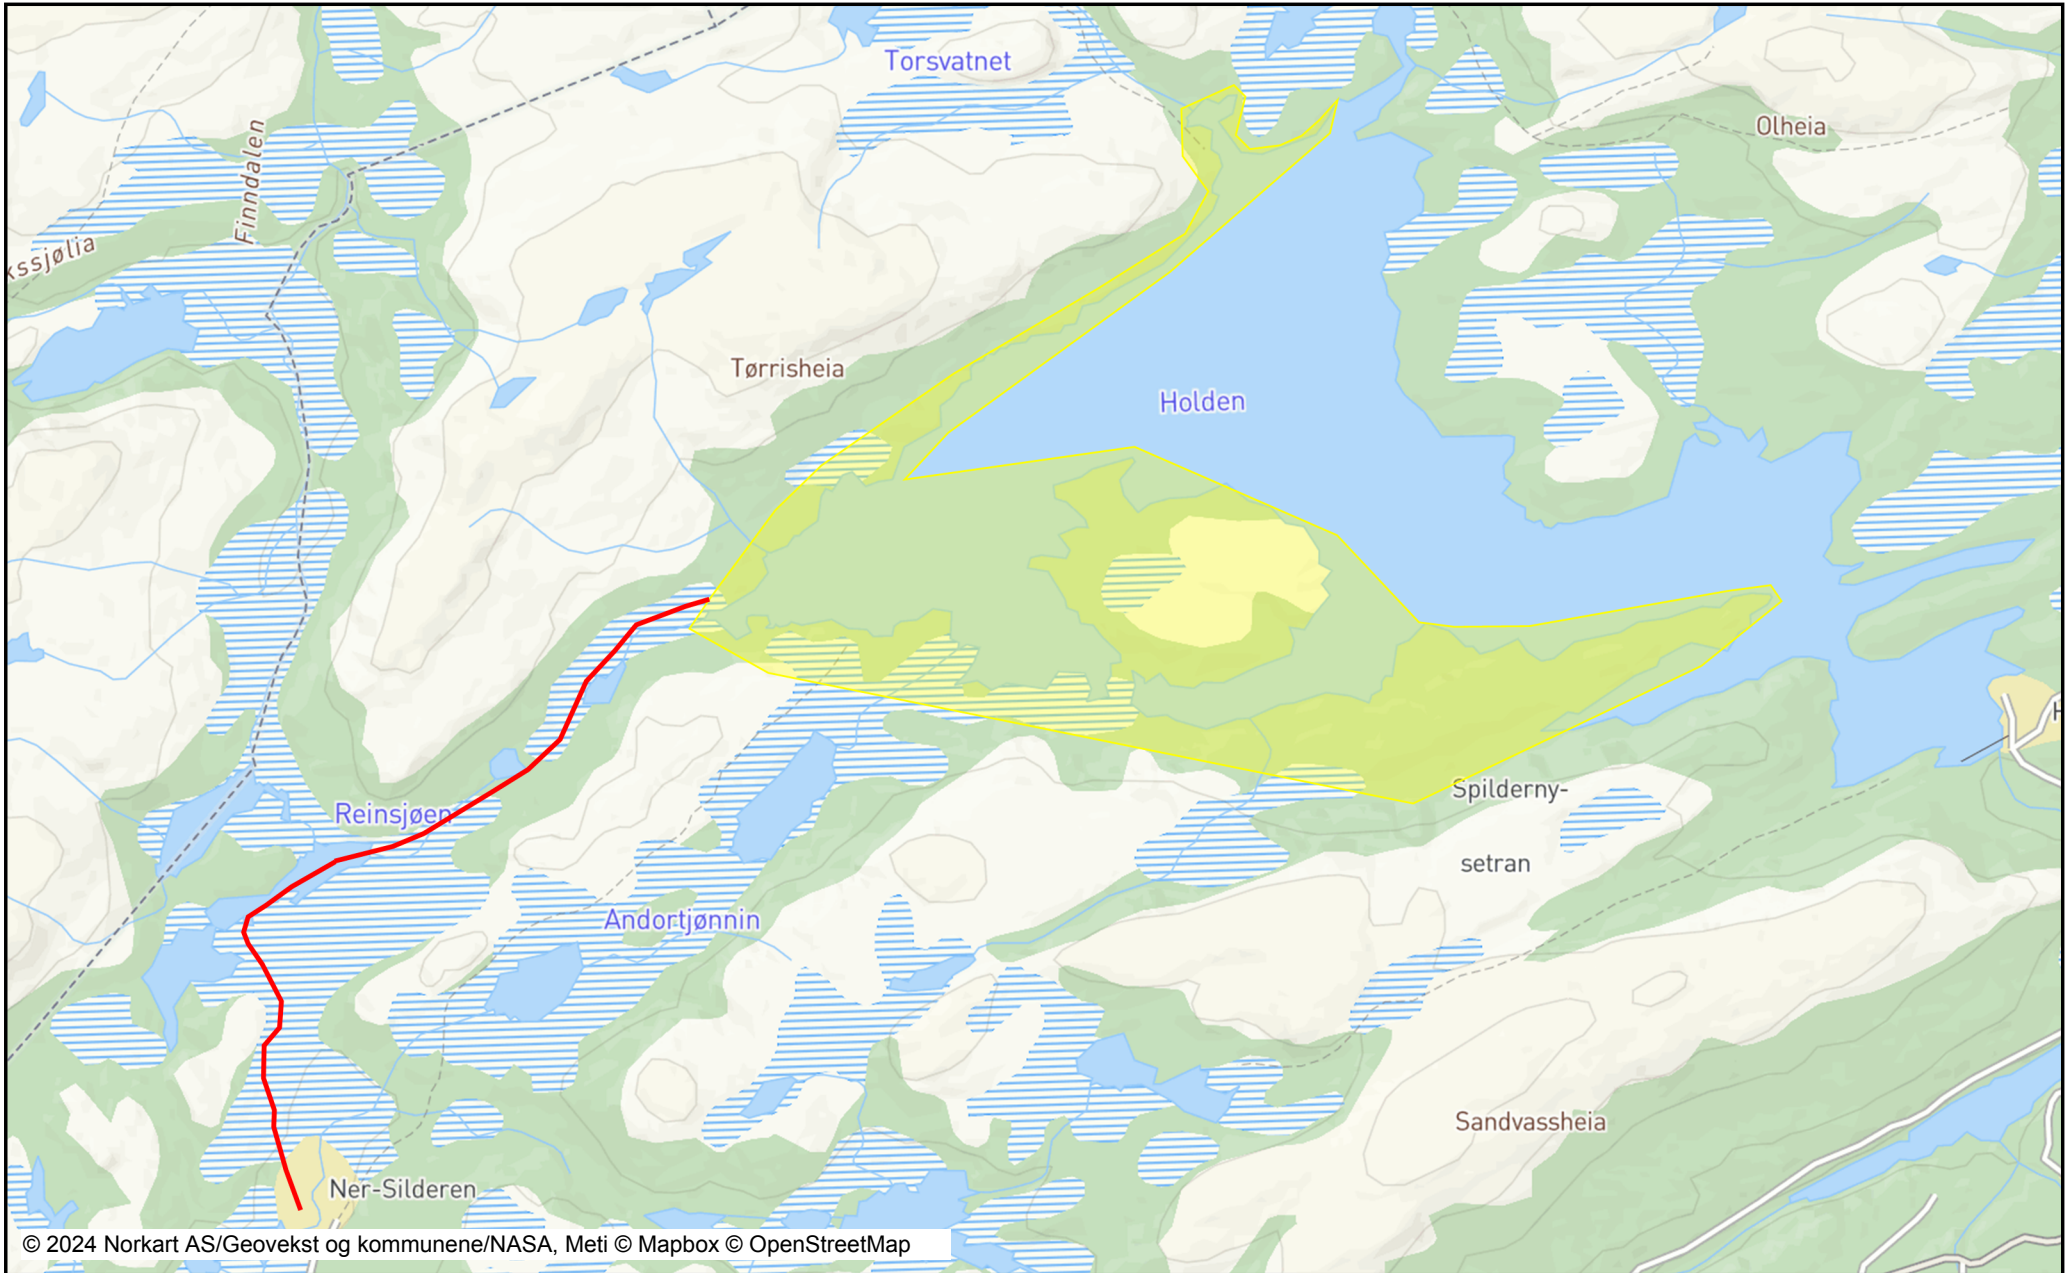 Torsvatnet
Olheia
Finndalen
kssjølia
Tørrisheia
Holden
H
Spilderny-
setran
Reinsjøen
Andortjønnin
Sandvassheia
Ner-Silderen
© 2024 Norkart AS/Geovekst og kommunene/NASA, Meti © Mapbox © OpenStreetMap